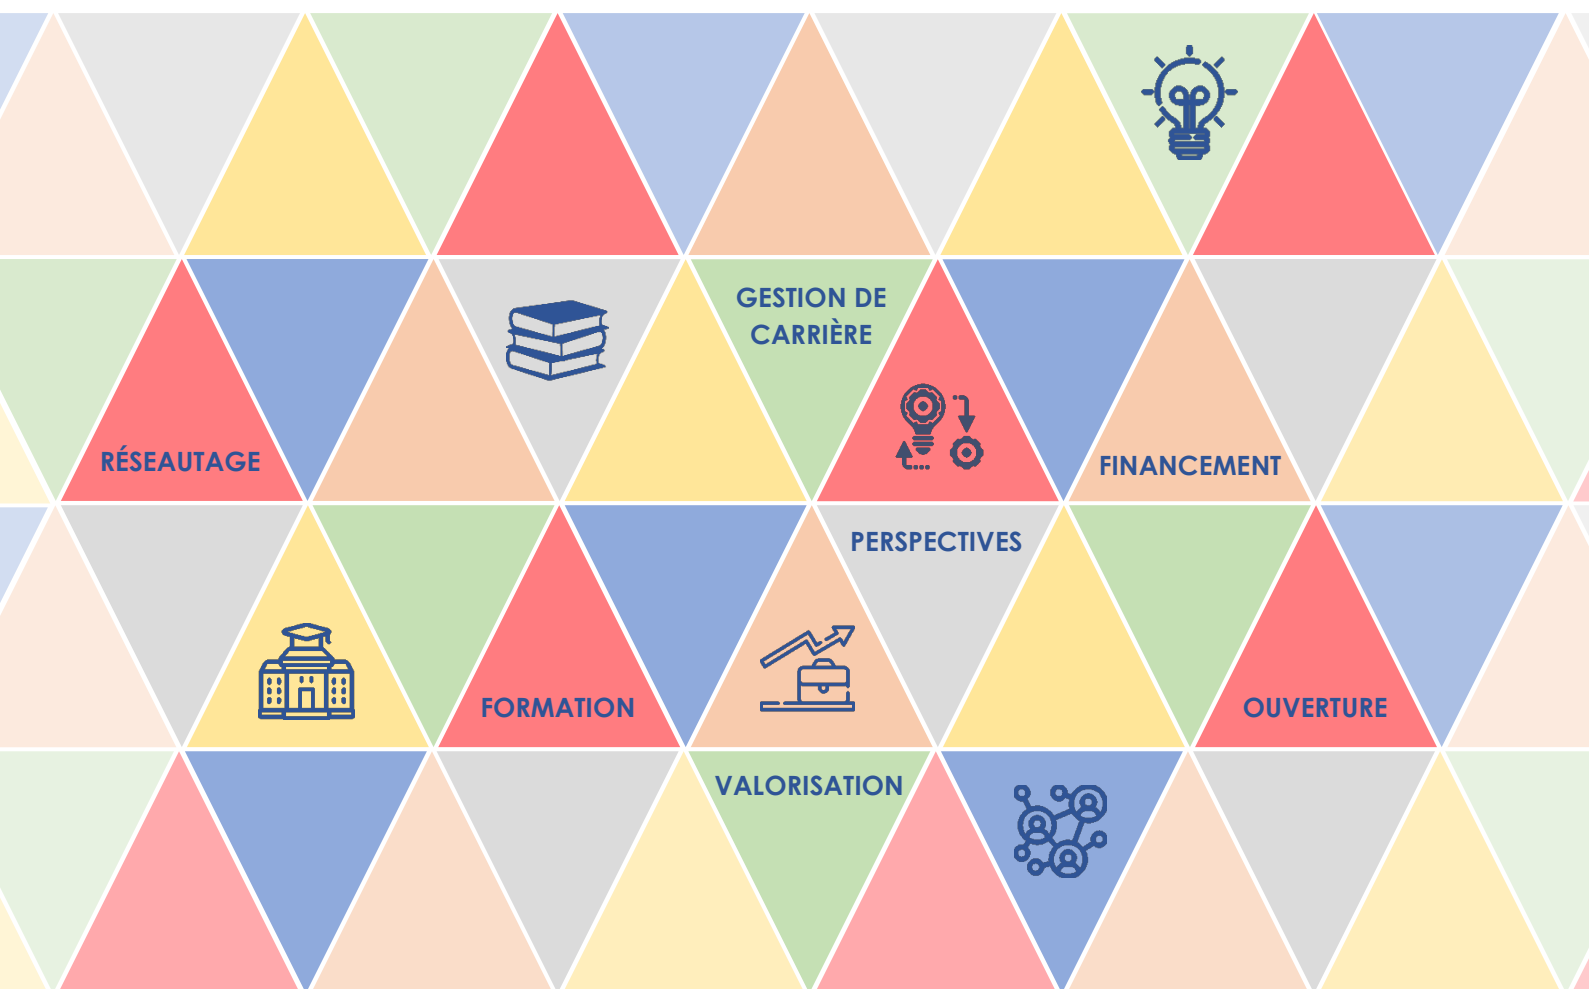 GESTION DE
CARRIÈRE
RÉSEAUTAGE
FINANCEMENT
PERSPECTIVES
FORMATION
OUVERTURE
VALORISATION